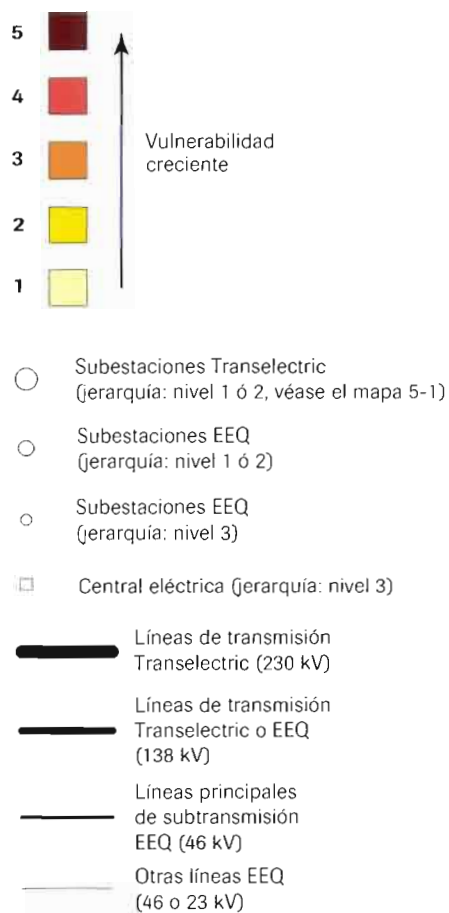 5
4
Vulnerabilidad
creciente
3
2
1
Subestaciones Transelectric
(jerarquía: nivel 1 ó 2, véase el mapa 5-1)
Subestaciones EEQ
(jerarquía: nivel 1 ó 2)
Subestaciones EEQ
(jerarquía: nivel 3)
Central eléctrica (jerarquía: nivel 3)
Líneas de transmisión
Transelectric (230 kV)
Líneas de transmisión
Transelectric o EEQ
(138 kV)
Líneas principales
de subtransmisión
EEQ (46 kV)
Otras líneas EEQ
(46 o 23 kV)